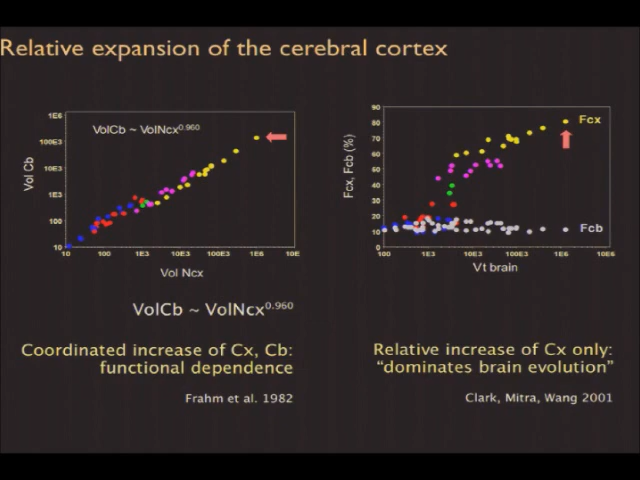 Relative expansion of the cerebral cortex
1E6
100E3
10E3
1E3
100
10
Vol Cb
VolCb ~ VolNcx0.960
10
100
1E3
10E3
100E3
1E6
10E
Vol Ncx
90
80
70
60
50
40
30
20
10
0
Fcx, Fcb (%)
Fcx
Fcb
100
1E3
10E3
100E3
1E6
10E6
Vt brain
VolCb ~ VolNcx0.960
Coordinated increase of Cx, Cb:
functional dependence
Frahm et al. 1982
Relative increase of Cx only:
“dominates brain evolution”
Clark, Mitra, Wang 2001